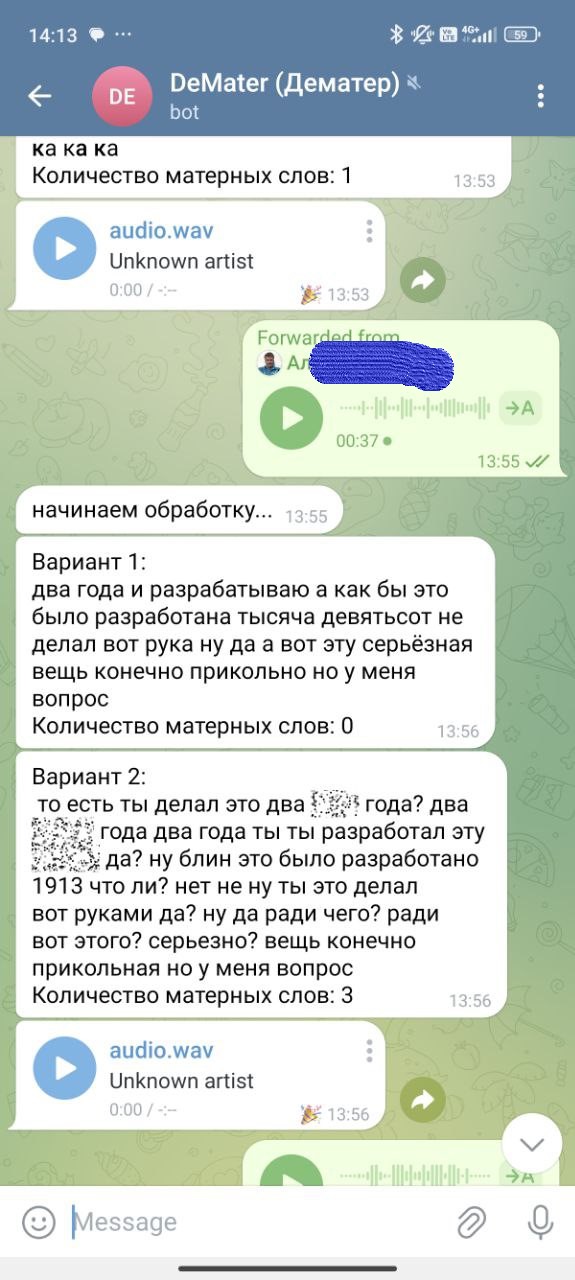 14:13
VoLTE 4G+ 59
DE
DeMater (Дематер)
bot
ка ка ка
Количество матерных слов: 1
13:53
audio.wav
Unknown artist
0:00 / -:--
13:53
Forwarded from
Ал
→A
00:37
13:55
начинаем обработку...
13:55
Вариант 1:
два года и разрабатываю а как бы это
было разработана тысяча девятьсот не
делал вот рука ну да а вот эту серьёзная
вещь конечно прикольно но у меня
вопрос
Количество матерных слов: 0
13:56
Вариант 2:
то есть ты делал это два года? два
года два года ты ты разработал эту
да? ну блин это было разработано
1913 что ли? нет не ну ты это делал
вот руками да? ну да ради чего? ради
вот этого? серьезно? вещь конечно
прикольная но у меня вопрос
Количество матерных слов: 3
13:56
audio.wav
Unknown artist
0:00 / -:--
13:56
→A
Message